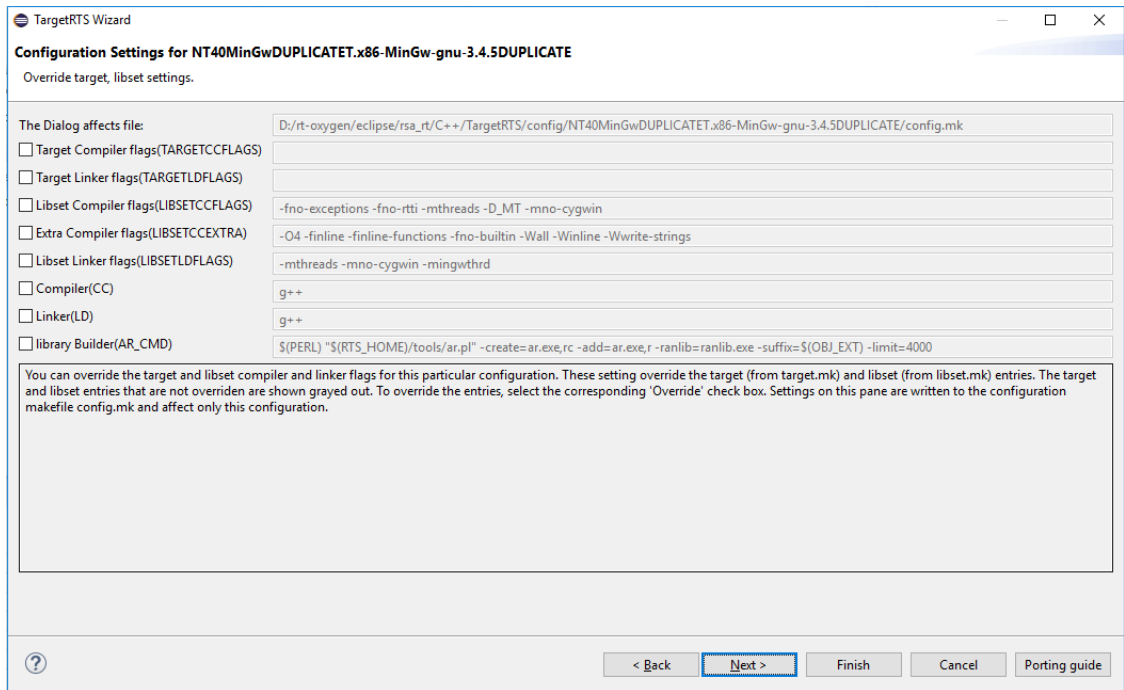 TargetRTS Wizard
Configuration Settings for NT40MinGwDUPLICATET.x86-MinGw-gnu-3.4.5DUPLICATE
Override target, libset settings.
The Dialog affects file: D:/rt-oxygen/eclipse/rsa_rt/C++/TargetRTS/config/NT40MinGwDUPLICATET.x86-MinGw-gnu-3.4.5DUPLICATE/config.mk
Target Compiler flags(TARGETCCFLAGS)
Target Linker flags(TARGETLDFLAGS)
Libset Compiler flags(LIBSETCCFLAGS) -fno-exceptions -fno-rtti -mthreads -D_MT -mno-cygwin
Extra Compiler flags(LIBSETCCEXTRA) -O4 -finline -finline-functions -fno-builtin -Wall -Winline -Wwrite-strings
Libset Linker flags(LIBSETLDFLAGS) -mthreads -mno-cygwin -mingwthrd
Compiler(CC) g++
Linker(LD) g++
library Builder(AR_CMD) $(PERL) "$(RTS_HOME)/tools/ar.pl" -create=ar.exe,rc -add=ar.exe,r -ranlib=ranlib.exe -suffix=$(OBJ_EXT) -limit=4000
You can override the target and libset compiler and linker flags for this particular configuration. These setting override the target (from target.mk) and libset (from libset.mk) entries. The target
and libset entries that are not overriden are shown grayed out. To override the entries, select the corresponding 'Override' check box. Settings on this pane are written to the configuration
makefile config.mk and affect only this configuration.
? < Back Next > Finish Cancel Porting guide